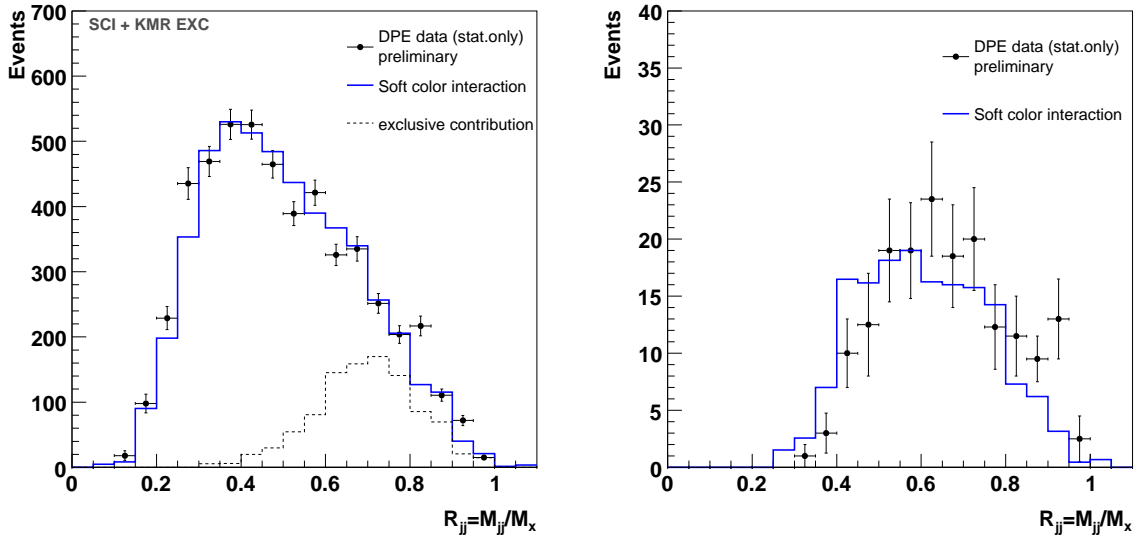 SCI + KMR EXC
DPE data (stat.only)
preliminary
Soft color interaction
exclusive contribution
Events
700
600
500
400
300
200
100
0
0 0.2 0.4 0.6 0.8 1
R_jj=M_jj/M_x
DPE data (stat.only)
preliminary
Soft color interaction
Events
40
35
30
25
20
15
10
5
0
0 0.2 0.4 0.6 0.8 1
R_jj=M_jj/M_x